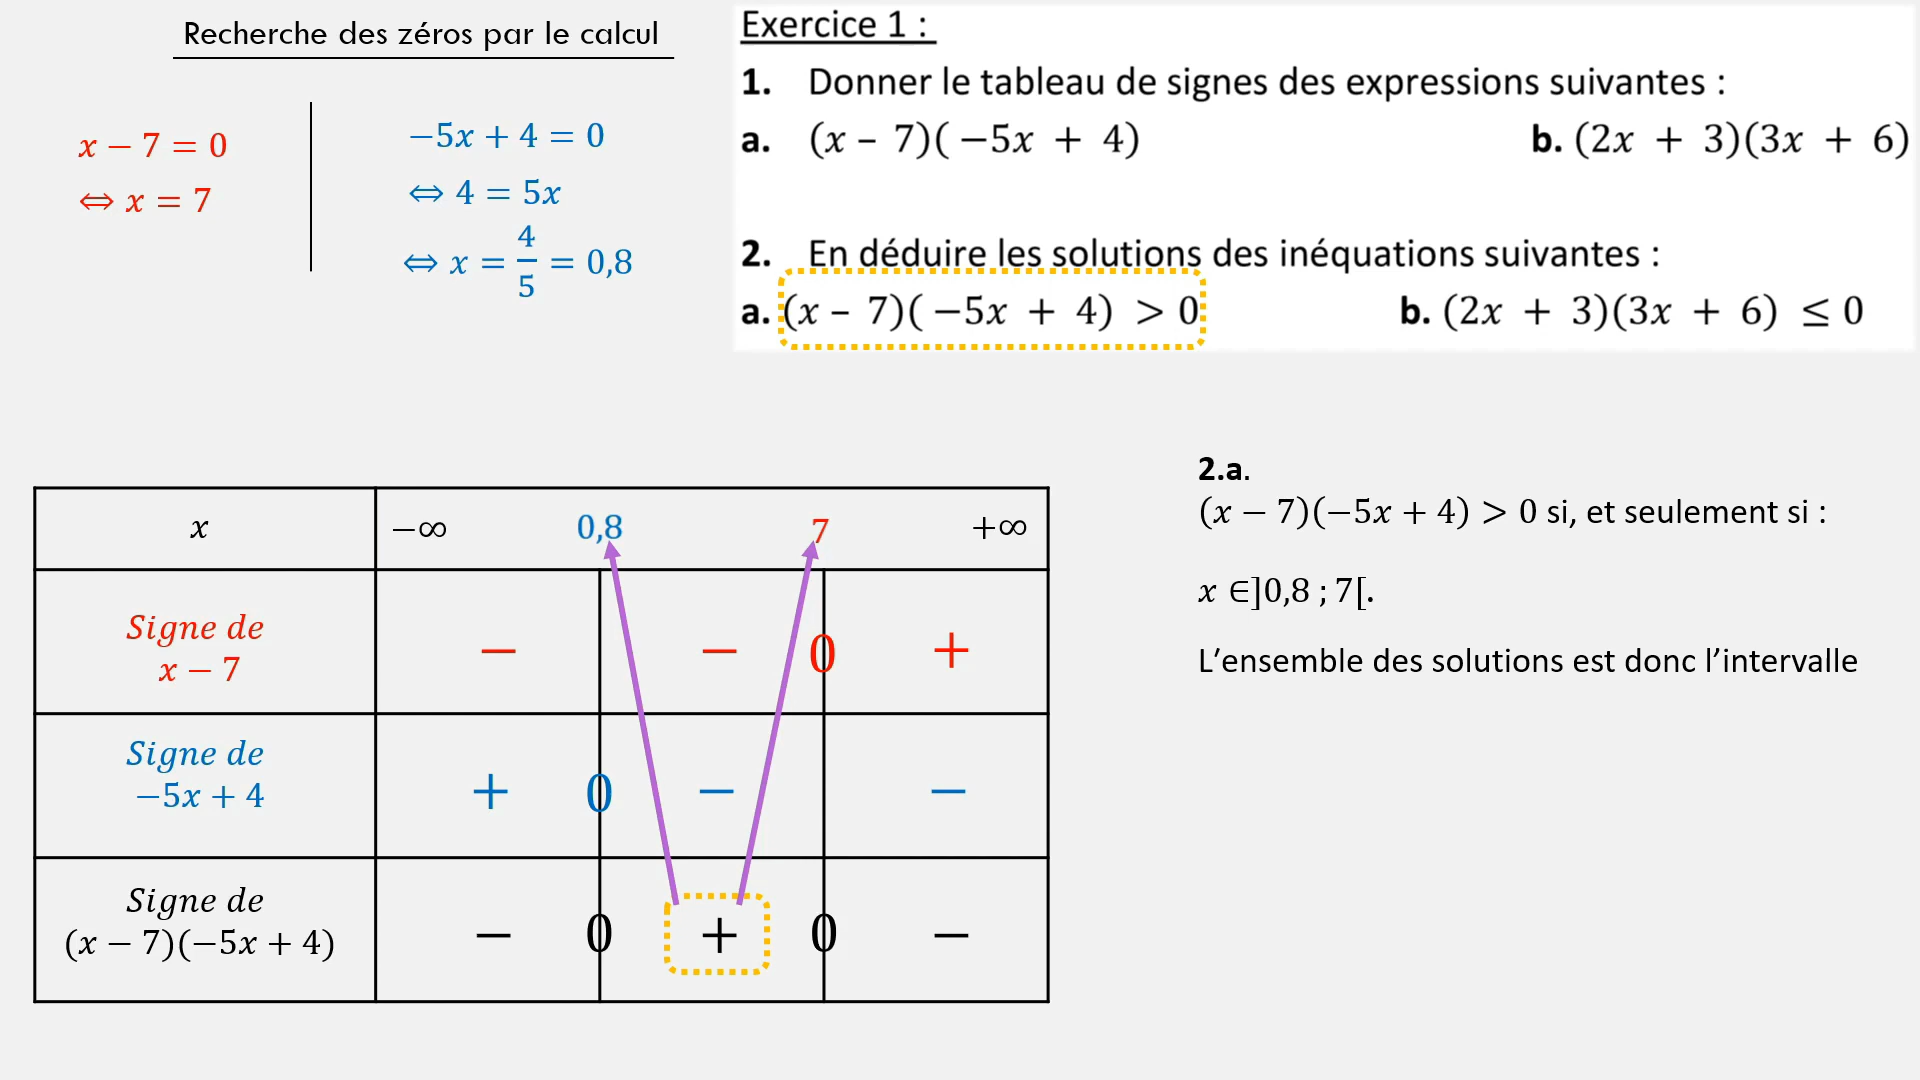 Recherche des zéros par le calcul
x − 7 = 0
⇔ x = 7
−5x + 4 = 0
⇔ 4 = 5x
⇔ x = 4/5 = 0,8
Exercice 1 :
1. Donner le tableau de signes des expressions suivantes :
a. (x – 7)( −5x + 4) b. (2x + 3)(3x + 6)
2. En déduire les solutions des inéquations suivantes :
a. (x – 7)( −5x + 4) > 0 b. (2x + 3)(3x + 6) ≤ 0
x −∞ 0,8 7 +∞
Signe de
x − 7
− − 0 +
Signe de
−5x + 4
+ 0 − −
Signe de
(x − 7)(−5x + 4)
− 0 + 0 −
2.a.
(x − 7)(−5x + 4) > 0 si, et seulement si :
x ∈]0,8 ; 7[.
L’ensemble des solutions est donc l’intervalle